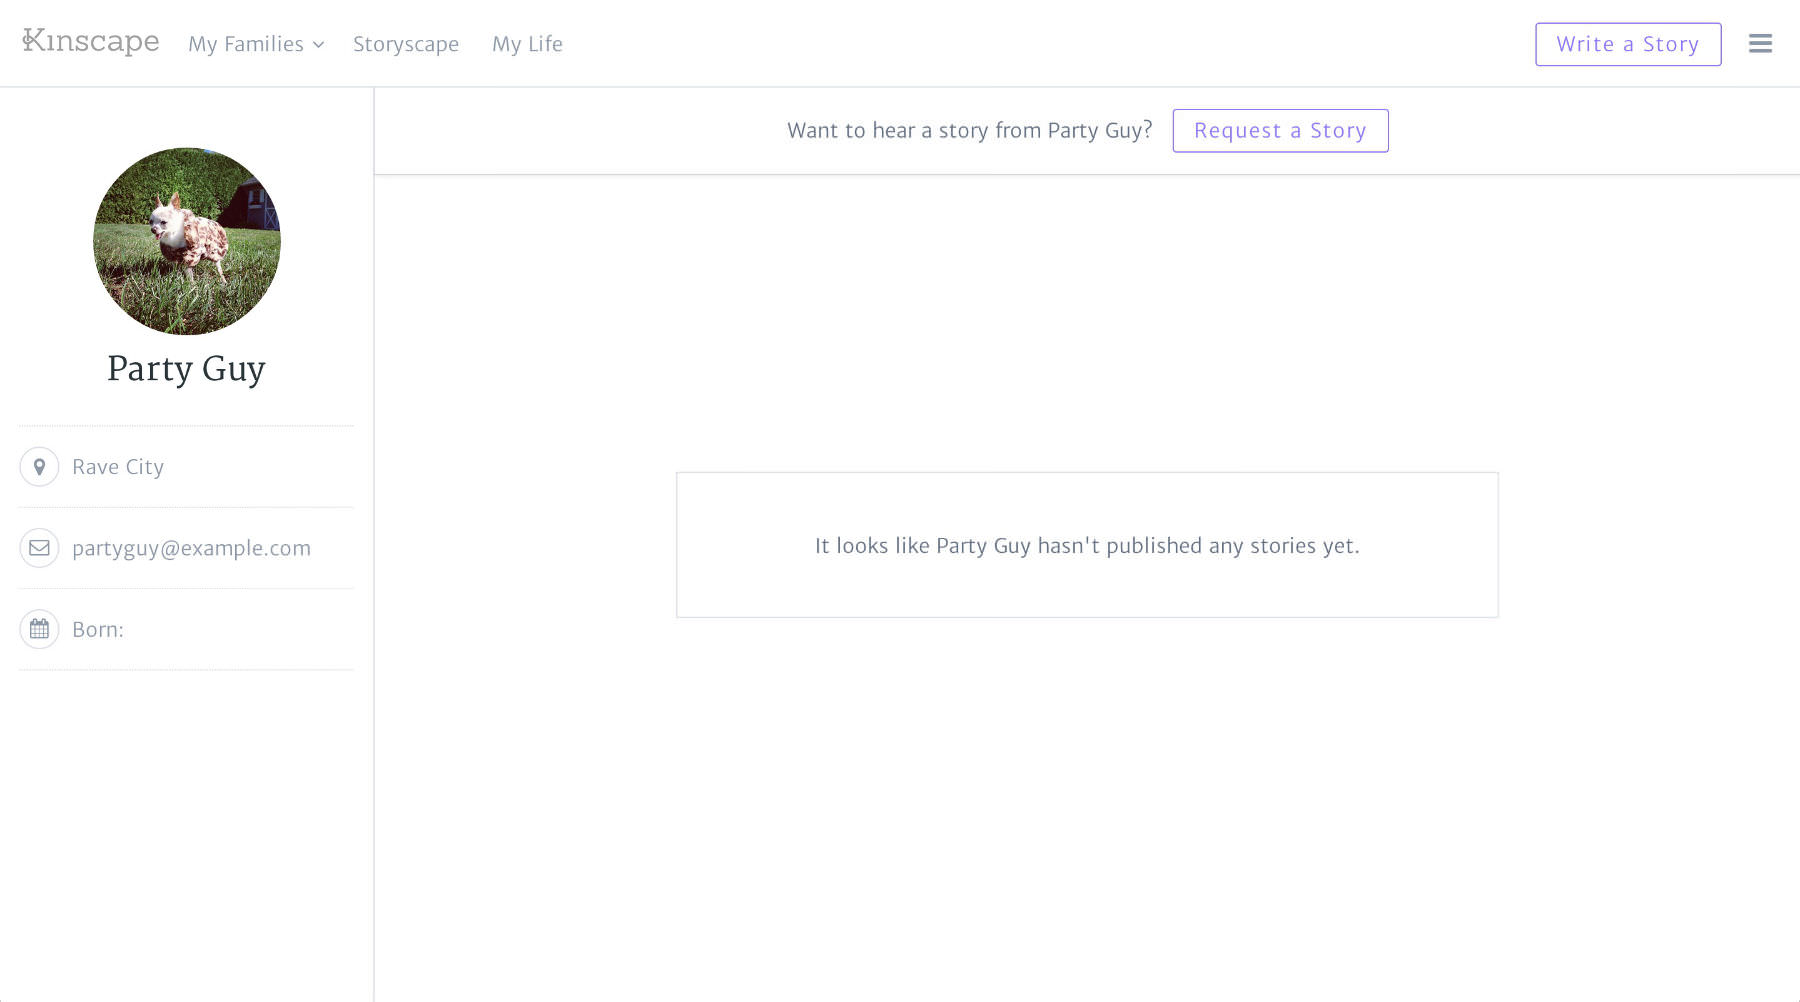 Kinscape
My Families
Storyscape
My Life
Write a Story
Want to hear a story from Party Guy?
Request a Story
Party Guy
Rave City
partyguy@example.com
Born:
It looks like Party Guy hasn't published any stories yet.